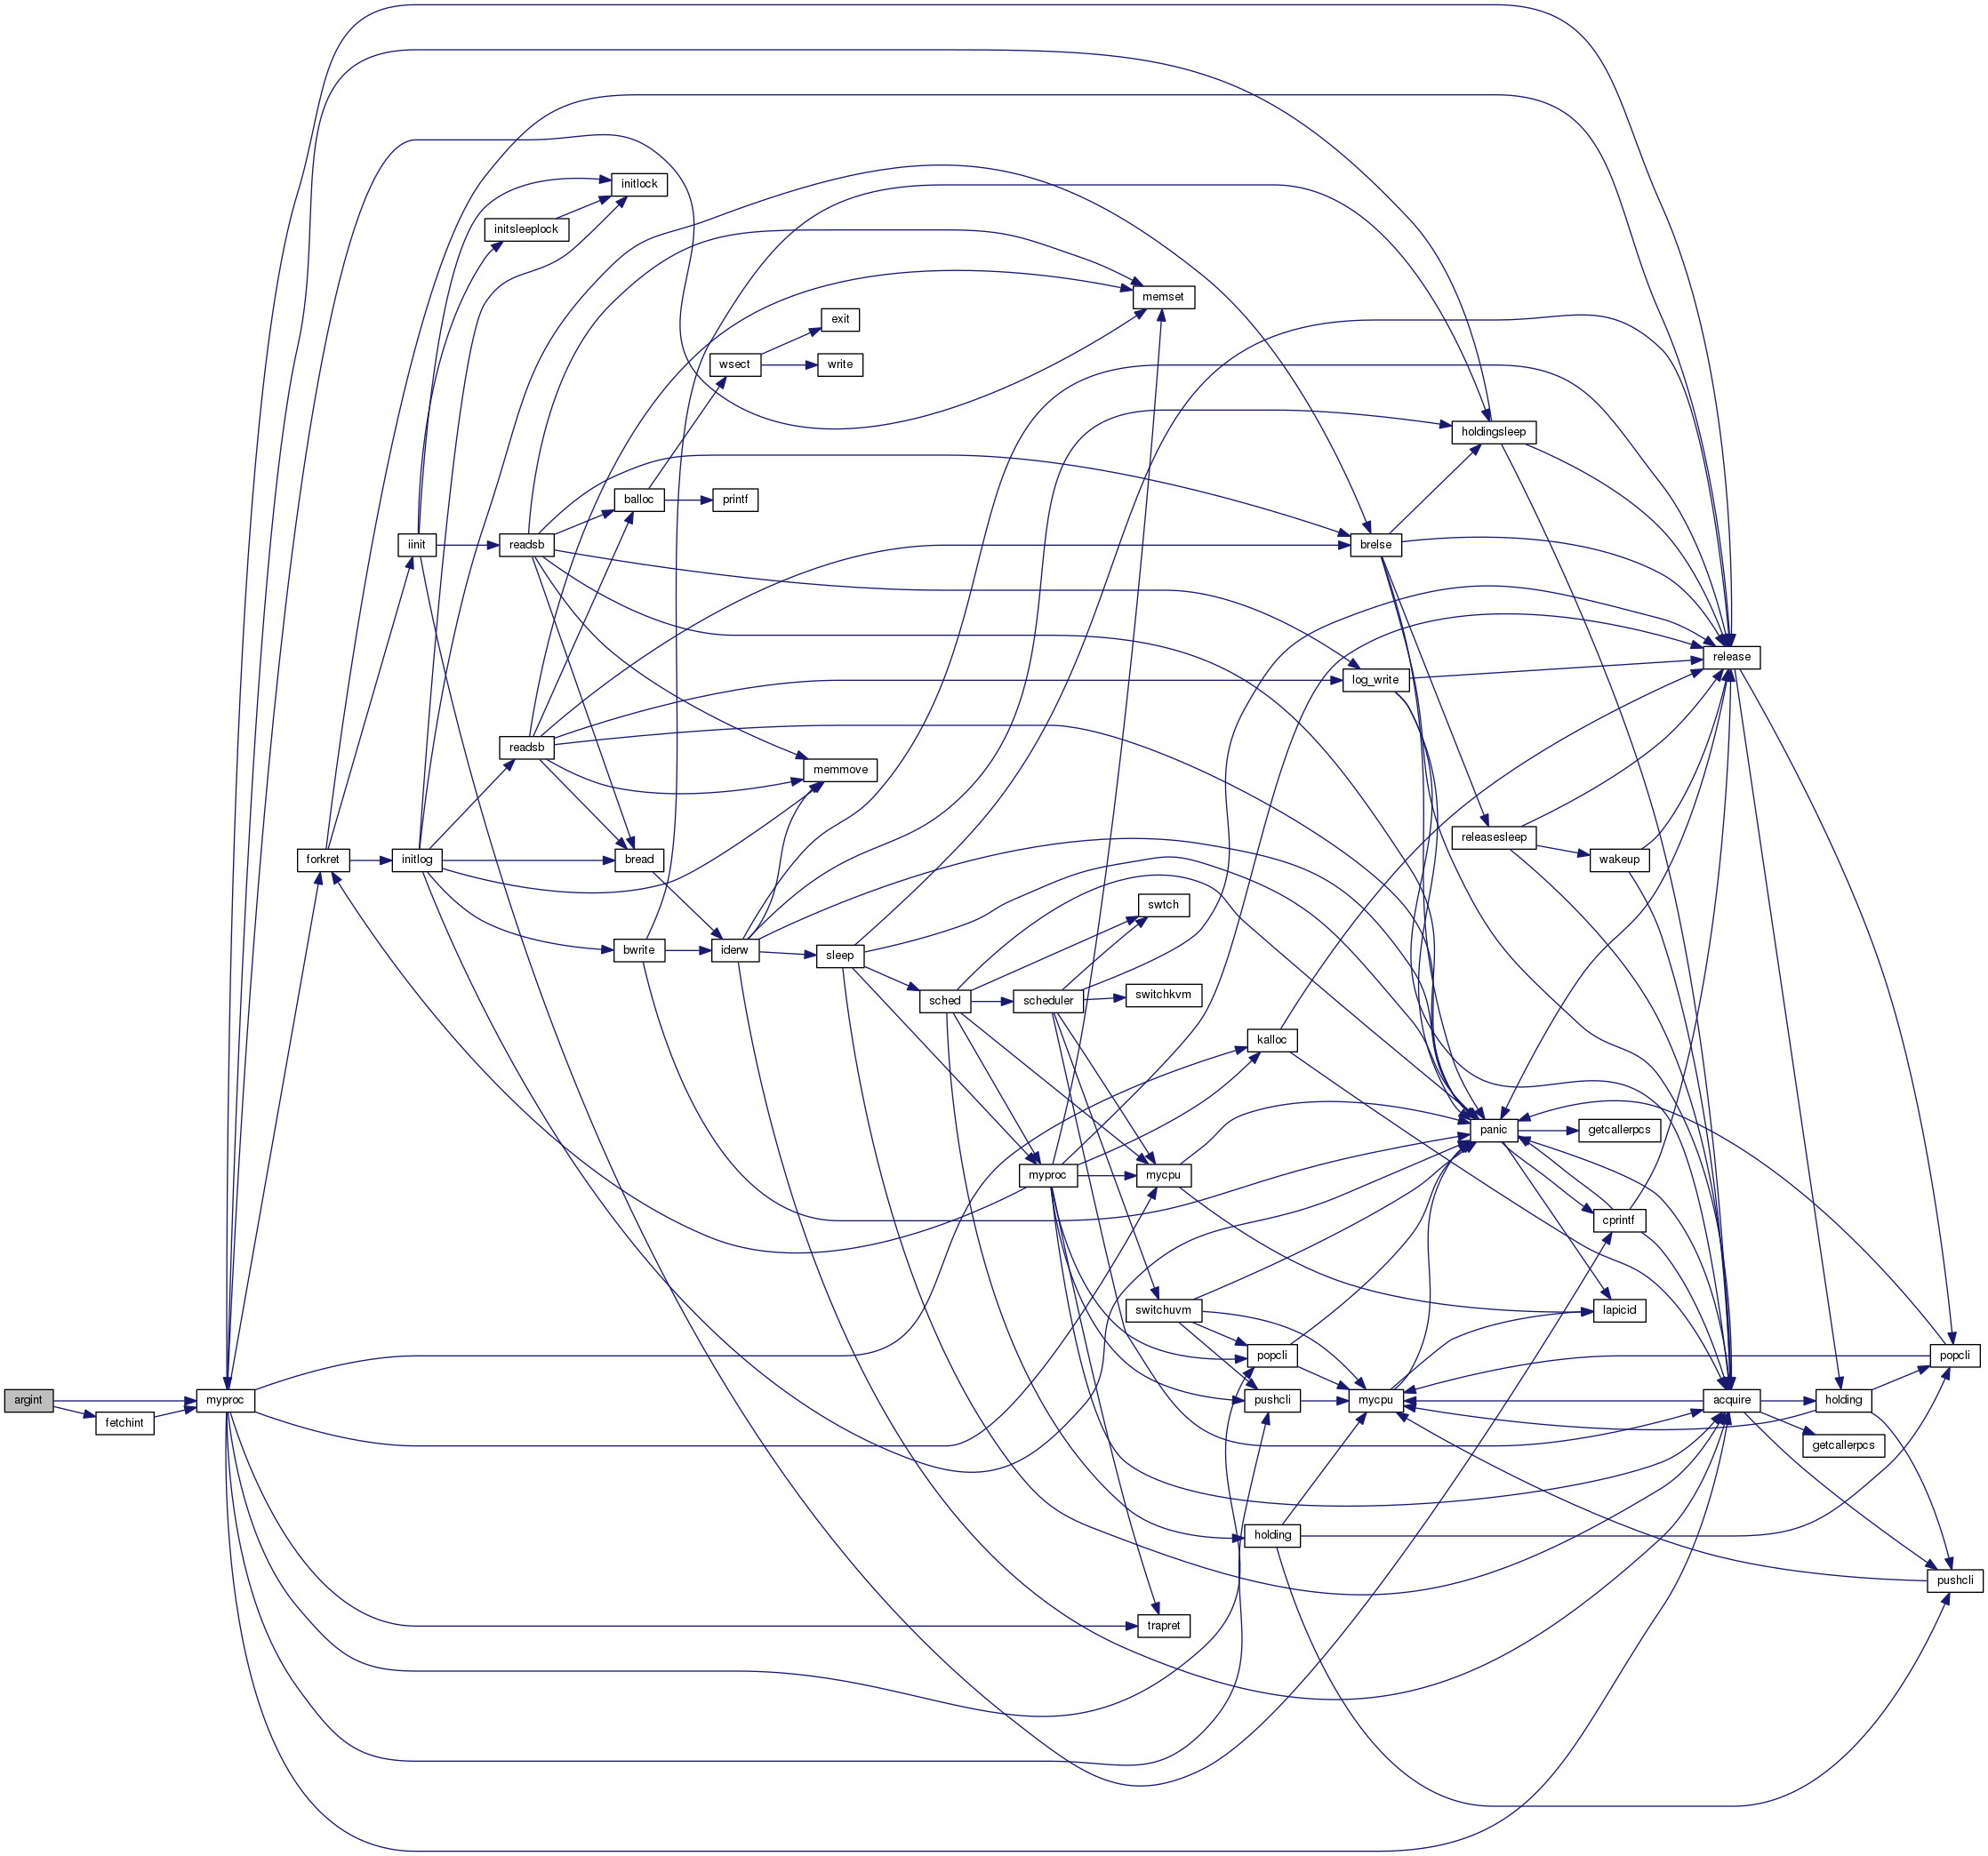 initlock
initsleeplock
memset
exit
write
wsect
holdingsleep
balloc
printf
iinit
readsb
brelse
release
log_write
readsb
memmove
releasesleep
forkret
initlog
bread
wakeup
swtch
bwrite
iderw
sleep
sched
scheduler
switchkvm
kalloc
panic
getcallerpcs
myproc
mycpu
cprintf
switchuvm
lapicid
popcli
popcli
argint
myproc
pushcli
mycpu
acquire
holding
fetchint
getcallerpcs
holding
pushcli
trapret